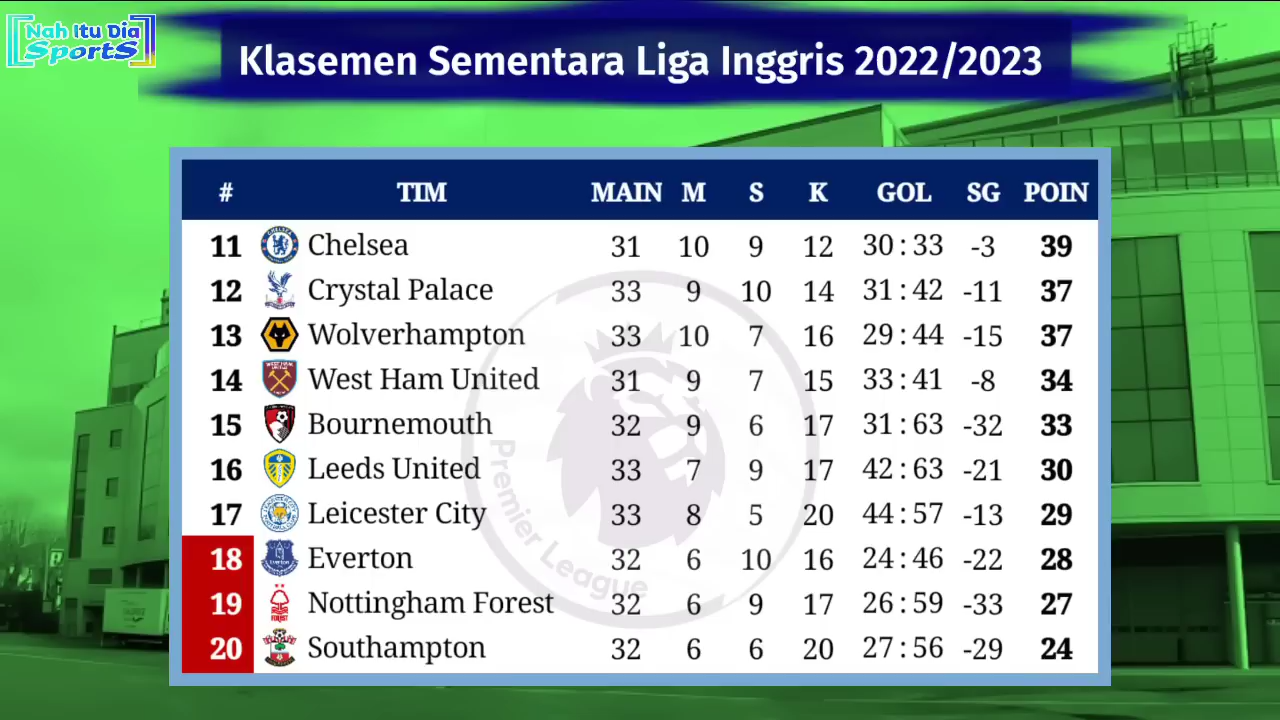 Nah Itu Dia
Sports
Klasemen Sementara Liga Inggris 2022/2023
# TIM MAIN M S K GOL SG POIN
11 Chelsea 31 10 9 12 30:33 -3 39
12 Crystal Palace 33 9 10 14 31:42 -11 37
13 Wolverhampton 33 10 7 16 29:44 -15 37
14 West Ham United 31 9 7 15 33:41 -8 34
15 Bournemouth 32 9 6 17 31:63 -32 33
16 Leeds United 33 7 9 17 42:63 -21 30
17 Leicester City 33 8 5 20 44:57 -13 29
18 Everton 32 6 10 16 24:46 -22 28
19 Nottingham Forest 32 6 9 17 26:59 -33 27
20 Southampton 32 6 6 20 27:56 -29 24
Premier League